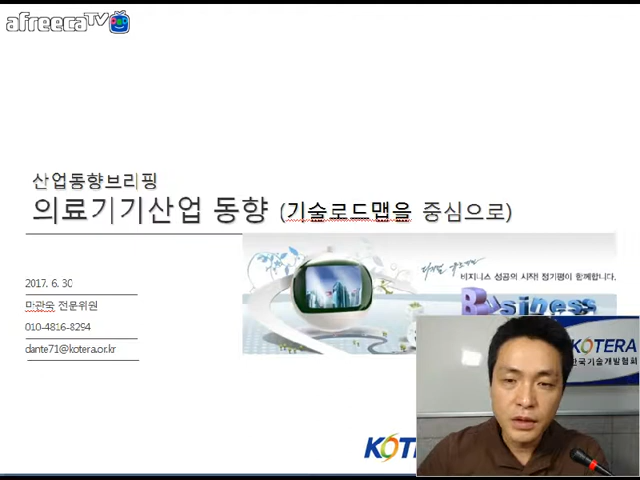 afreecaTV
산업동향브리핑
의료기기산업 동향 (기술로드맵을 중심으로)
2017. 6. 30
전문위원
010-4816-8294
dante71@kotera.or.kr
비지니스 성공의 시작! 정기평이 함께합니다.
Business
KOTERA
한국기술개발협회
KOTE